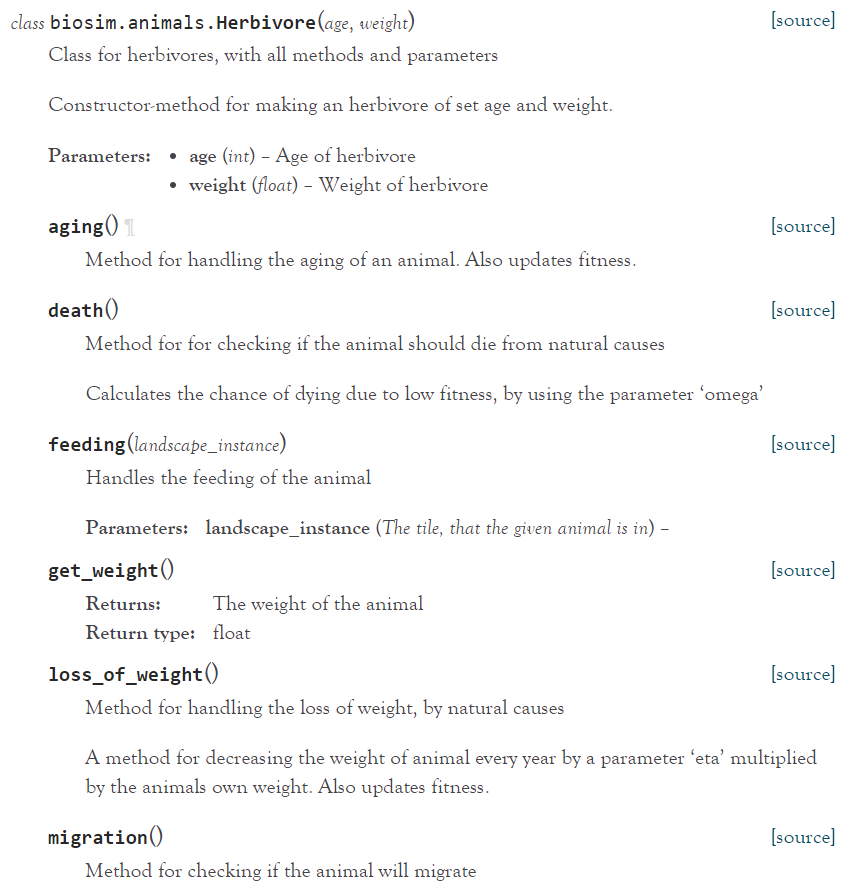 class biosim.animals.Herbivore(age, weight) [source]
Class for herbivores, with all methods and parameters
Constructor-method for making an herbivore of set age and weight.
Parameters: • age (int) – Age of herbivore
• weight (float) – Weight of herbivore
aging() ¶ [source]
Method for handling the aging of an animal. Also updates fitness.
death() [source]
Method for for checking if the animal should die from natural causes
Calculates the chance of dying due to low fitness, by using the parameter ‘omega’
feeding(landscape_instance) [source]
Handles the feeding of the animal
Parameters: landscape_instance (The tile, that the given animal is in) –
get_weight() [source]
Returns: The weight of the animal
Return type: float
loss_of_weight() [source]
Method for handling the loss of weight, by natural causes
A method for decreasing the weight of animal every year by a parameter ‘eta’ multiplied
by the animals own weight. Also updates fitness.
migration() [source]
Method for checking if the animal will migrate